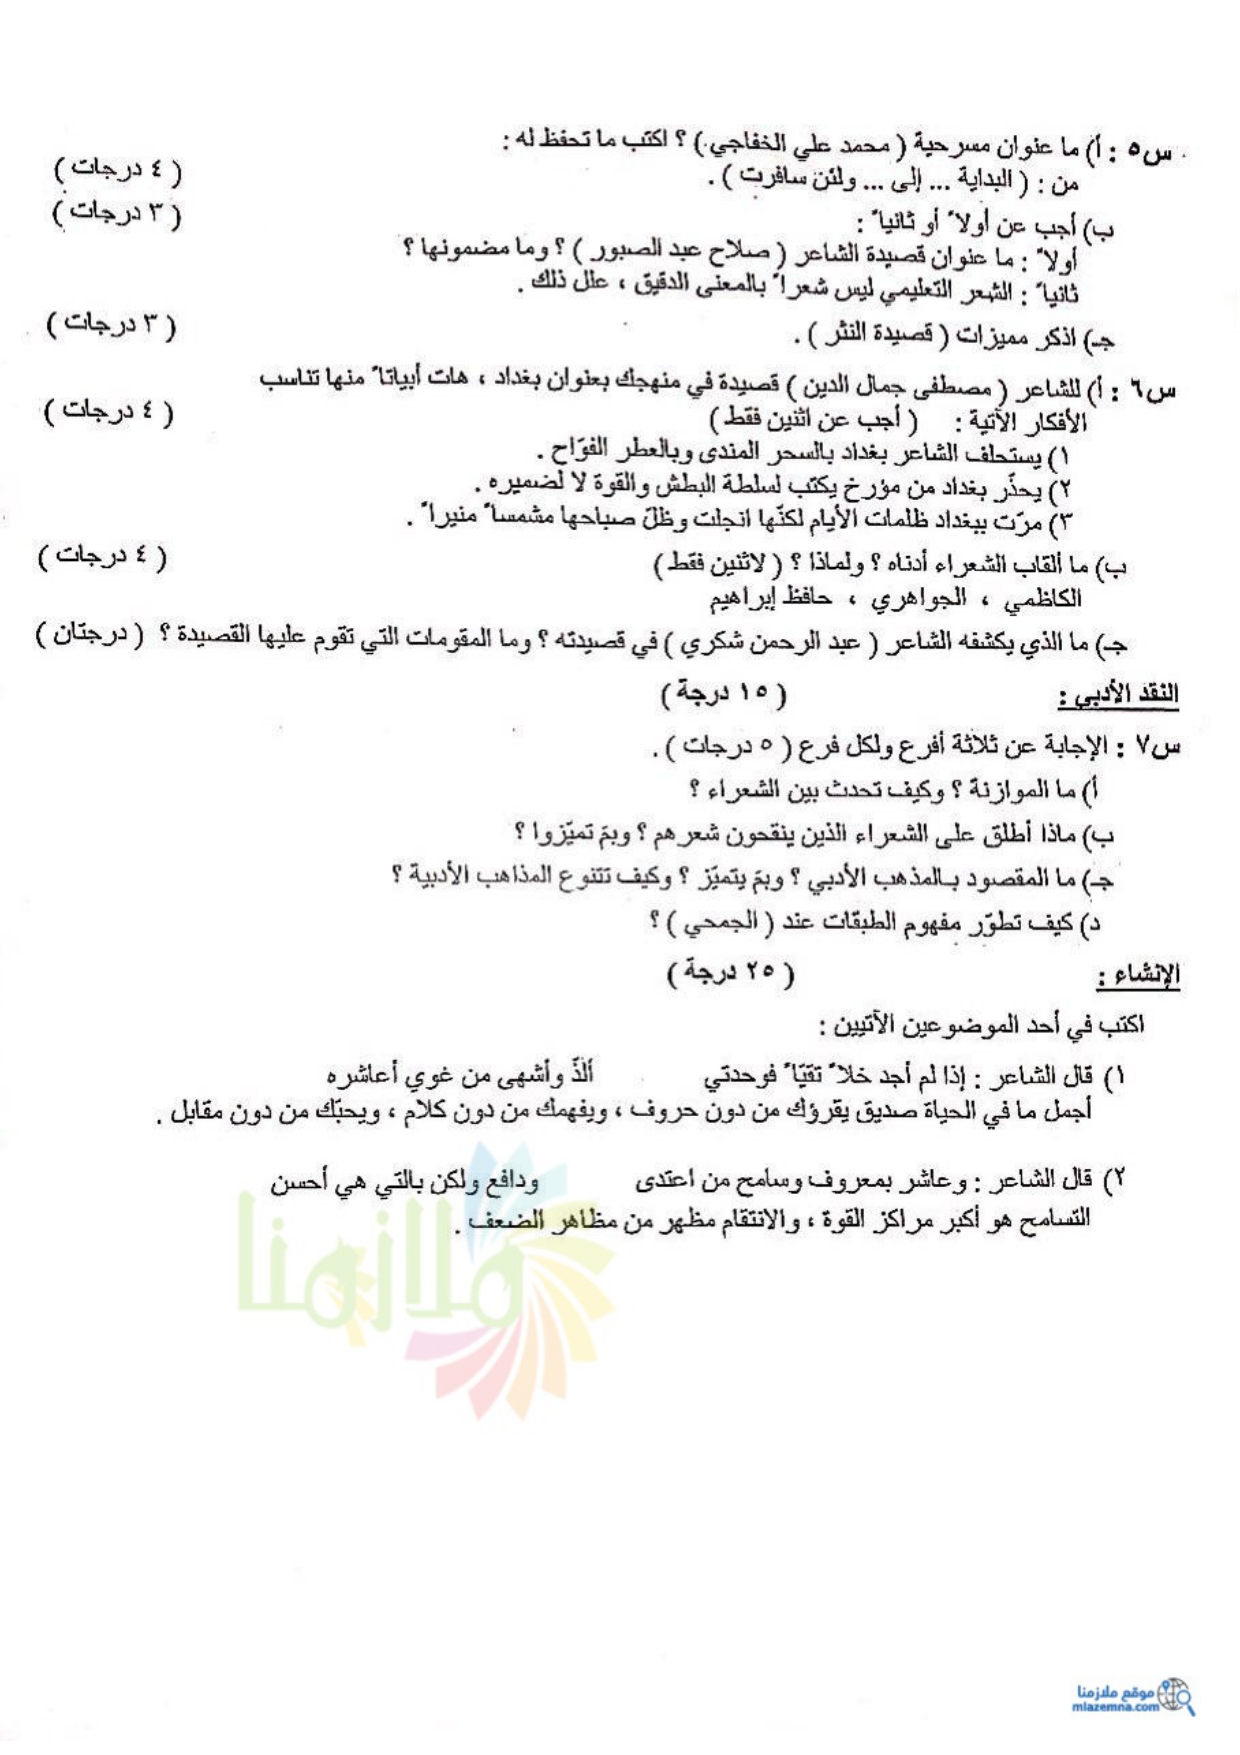 س٥ : أ) ما عنوان مسرحية ( محمد علي الخفاجي ) ؟ اكتب ما تحفظ له :
من : ( البداية ... إلى ... ولئن سافرت ) . ( ٤ درجات )
ب) أجب عن أولاً أو ثانياً : ( ٣ درجات )
أولاً : ما عنوان قصيدة الشاعر ( صلاح عبد الصبور ) ؟ وما مضمونها ؟
ثانياً : الشعر التعليمي ليس شعراً بالمعنى الدقيق ، علل ذلك .
جـ) اذكر مميزات ( قصيدة النثر ) . ( ٣ درجات )
س٦ : أ) للشاعر ( مصطفى جمال الدين ) قصيدة في منهجك بعنوان بغداد ، هات أبياتاً منها تناسب
الأفكار الآتية : ( أجب عن اثنين فقط ) ( ٤ درجات )
١) يستحلف الشاعر بغداد بالسحر المندى وبالعطر الفوّاح .
٢) يحذّر بغداد من مؤرخ يكتب لسلطة البطش والقوة لا لضميره .
٣) مرّت ببغداد ظلمات الأيام لكنّها انجلت وظلّ صباحها مشمساً منيراً .
ب) ما ألقاب الشعراء أدناه ؟ ولماذا ؟ ( لاثنين فقط ) ( ٤ درجات )
الكاظمي ، الجواهري ، حافظ إبراهيم
جـ) ما الذي يكشفه الشاعر ( عبد الرحمن شكري ) في قصيدته ؟ وما المقومات التي تقوم عليها القصيدة ؟ ( درجتان )
النقد الأدبي : ( ١٥ درجة )
س٧ : الإجابة عن ثلاثة أفرع ولكل فرع ( ٥ درجات ) .
أ) ما الموازنة ؟ وكيف تحدث بين الشعراء ؟
ب) ماذا أطلق على الشعراء الذين ينقحون شعرهم ؟ وبمَ تميّزوا ؟
جـ) ما المقصود بالمذهب الأدبي ؟ وبمَ يتميّز ؟ وكيف تتنوع المذاهب الأدبية ؟
د) كيف تطوّر مفهوم الطبقات عند ( الجمحي ) ؟
الإنشاء : ( ٢٥ درجة )
اكتب في أحد الموضوعين الآتيين :
١) قال الشاعر : إذا لم أجد خلاً تقيّاً فوحدتي ألذّ وأشهى من غوي أعاشره
أجمل ما في الحياة صديق يقرؤك من دون حروف ، ويفهمك من دون كلام ، ويحبّك من دون مقابل .
٢) قال الشاعر : وعاشر بمعروف وسامح من اعتدى ودافع ولكن بالتي هي أحسن
التسامح هو أكبر مراكز القوة ، والانتقام مظهر من مظاهر الضعف .
ملازمنا
موقع ملازمنا
mlazemna.com